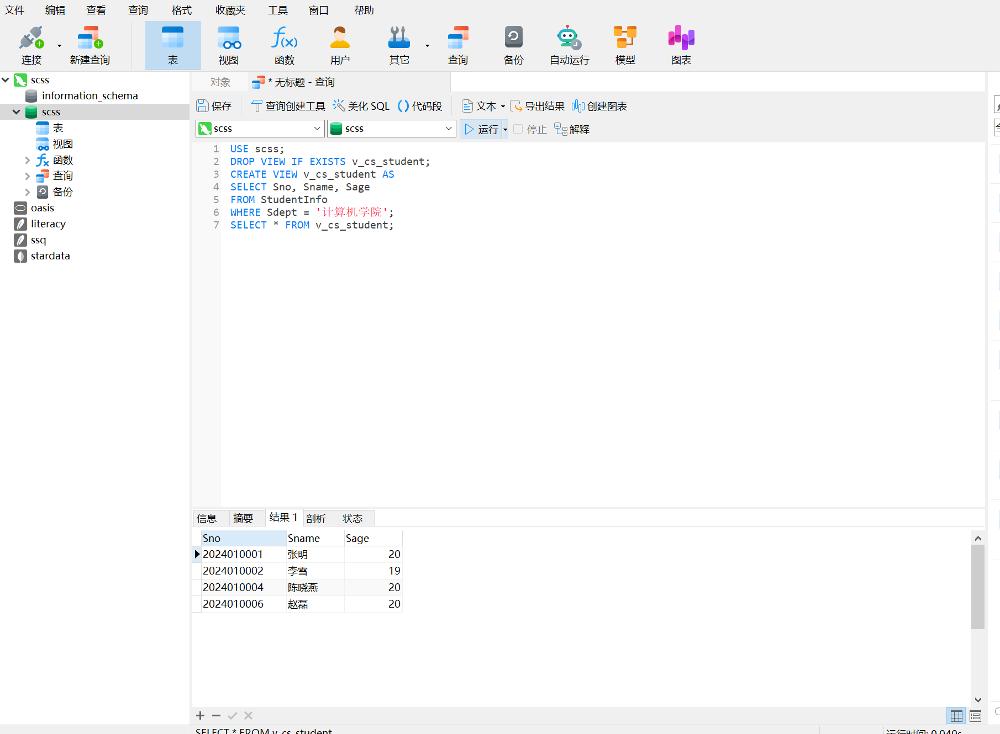 文件 编辑 查看 查询 格式 收藏夹 工具 窗口 帮助
连接 新建查询 表 视图 函数 用户 其它 查询 备份 自动运行 模型 图表
scss
information_schema
scss
表
视图
函数
查询
备份
oasis
literacy
ssq
stardata
对象 * 无标题 - 查询
保存 查询创建工具 美化 SQL 代码段 文本 导出结果 创建图表
scss scss 运行 停止 解释
1 USE scss;
2 DROP VIEW IF EXISTS v_cs_student;
3 CREATE VIEW v_cs_student AS
4 SELECT Sno, Sname, Sage
5 FROM StudentInfo
6 WHERE Sdept = '计算机学院';
7 SELECT * FROM v_cs_student;
信息 摘要 结果 1 剖析 状态
Sno Sname Sage
2024010001 张明 20
2024010002 李雪 19
2024010004 陈晓燕 20
2024010006 赵磊 20
SELECT * FROM v_cs_student
运行时间: 0.040s